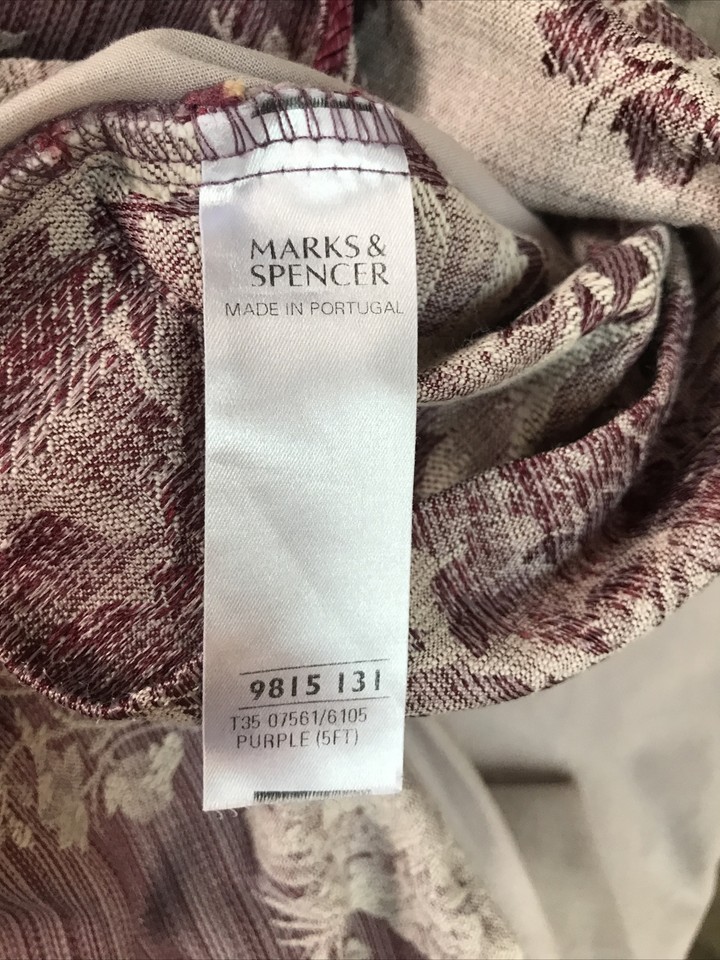 MARKS &
SPENCER
MADE IN PORTUGAL
9815 131
T35 07561/6105
PURPLE (5FT)